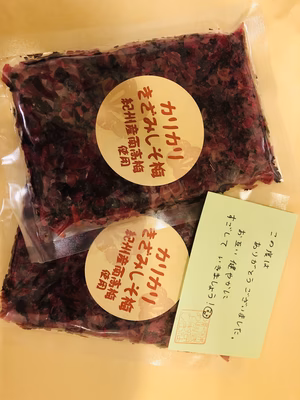 カリカリ
きざみしそ梅
紀州産南高梅
使用
カリカリ
きざみしそ梅
紀州産南高梅
使用
この度は
ありがとうございました。
お互い健やかに
すごして いきましょう!